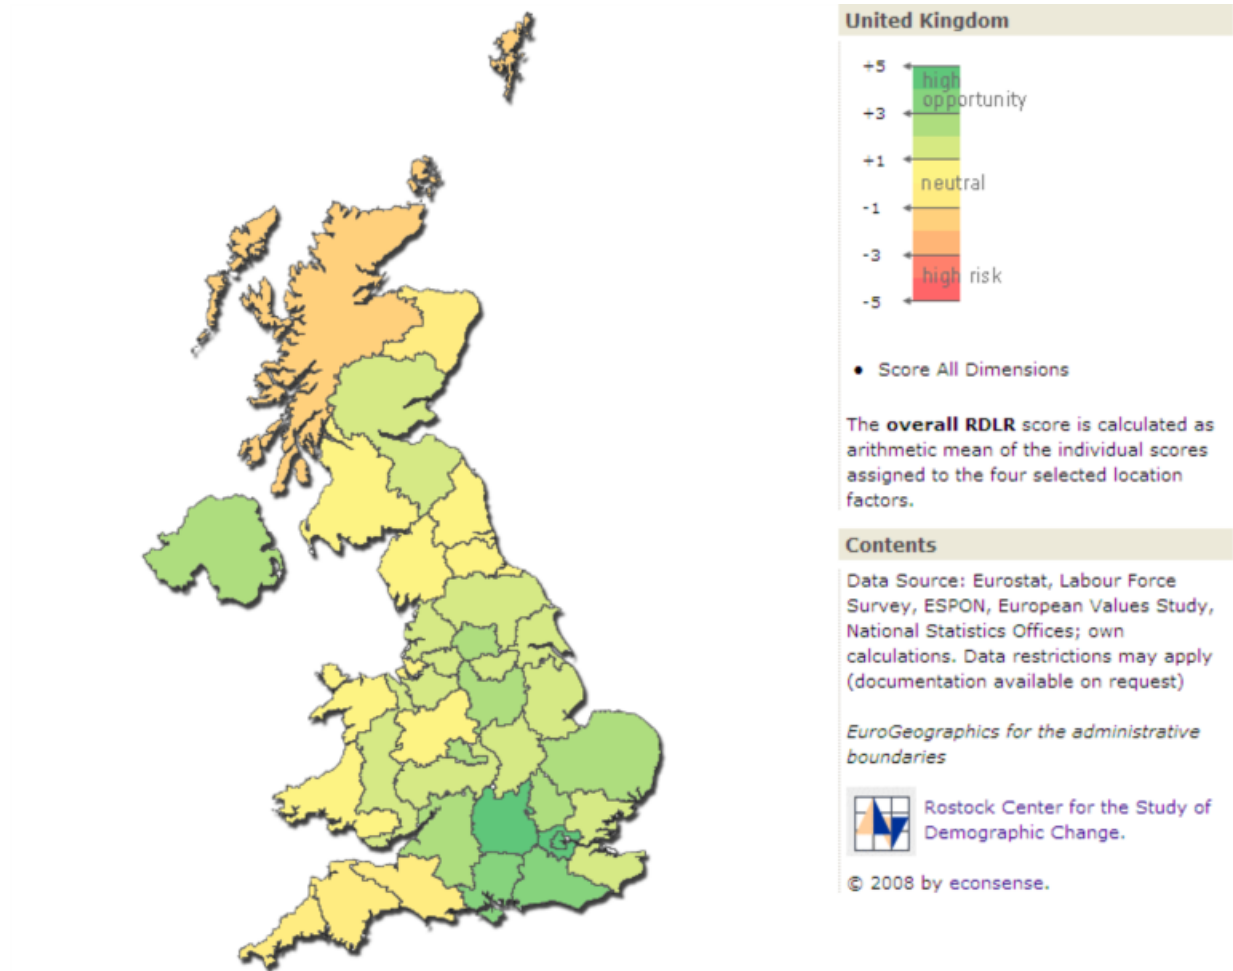 United Kingdom
+5
high
opportunity
+3
+1
neutral
-1
-3
high risk
-5
• Score All Dimensions
The overall RDLR score is calculated as
arithmetic mean of the individual scores
assigned to the four selected location
factors.
Contents
Data Source: Eurostat, Labour Force
Survey, ESPON, European Values Study,
National Statistics Offices; own
calculations. Data restrictions may apply
(documentation available on request)
EuroGeographics for the administrative
boundaries
Rostock Center for the Study of
Demographic Change.
© 2008 by econsense.